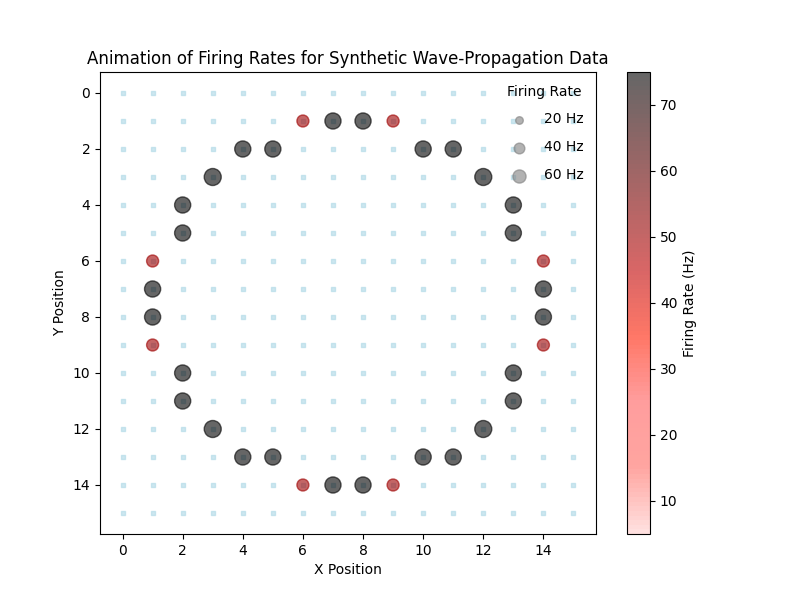 Animation of Firing Rates for Synthetic Wave-Propagation Data
Firing Rate
20 Hz
40 Hz
60 Hz
0
2
4
6
8
10
12
14
Y Position
0 2 4 6 8 10 12 14
X Position
70
60
50
40
30
20
10
Firing Rate (Hz)